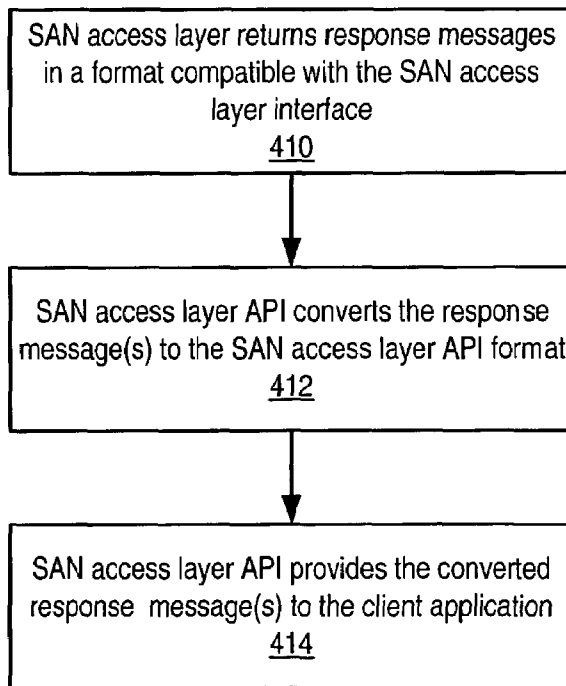 SAN access layer returns response messages
in a format compatible with the SAN access
layer interface
410
SAN access layer API converts the response
message(s) to the SAN access layer API format
412
SAN access layer API provides the converted
response message(s) to the client application
414